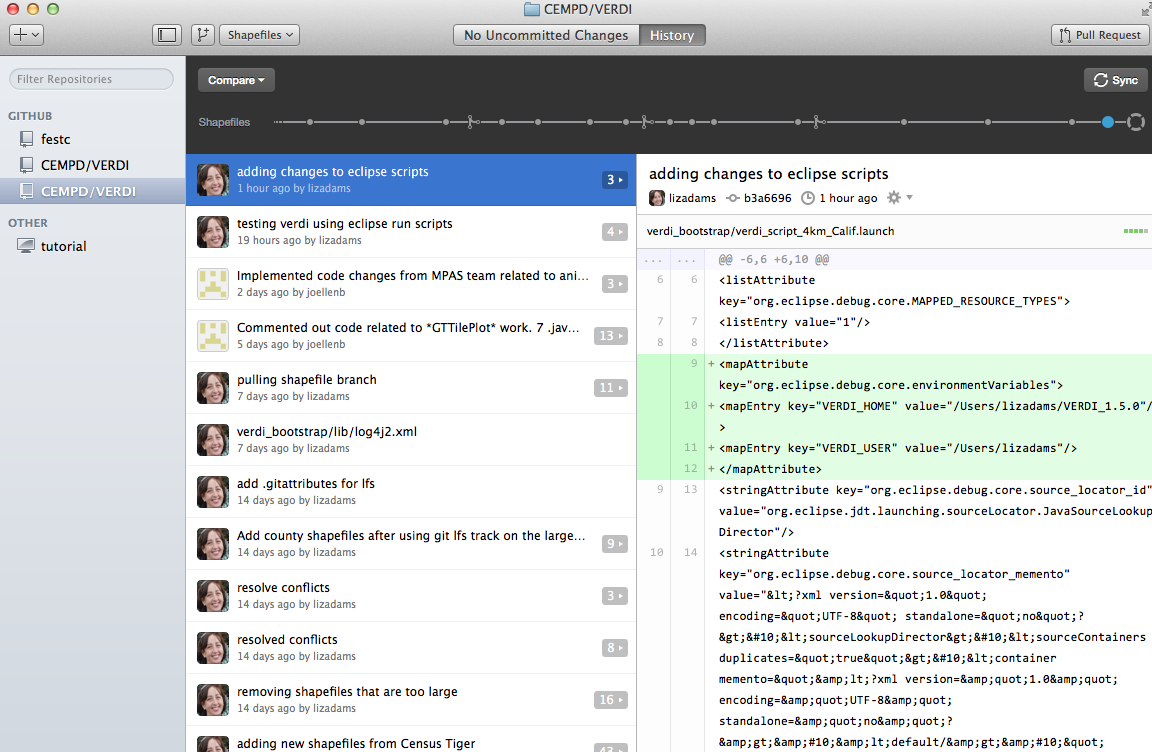 CEMPD/VERDI
Shapefiles
No Uncommitted Changes
History
Pull Request
Filter Repositories
GITHUB
festc
CEMPD/VERDI
CEMPD/VERDI
OTHER
tutorial
Compare
Sync
Shapefiles
adding changes to eclipse scripts
1 hour ago by lizadams
3
testing verdi using eclipse run scripts
19 hours ago by lizadams
4
Implemented code changes from MPAS team related to ani...
2 days ago by joellenb
3
Commented out code related to *GTTilePlot* work. 7 .jav...
5 days ago by joellenb
13
pulling shapefile branch
7 days ago by lizadams
11
verdi_bootstrap/lib/log4j2.xml
7 days ago by lizadams
add .gitattributes for lfs
14 days ago by lizadams
Add county shapefiles after using git lfs track on the large...
14 days ago by lizadams
9
resolve conflicts
14 days ago by lizadams
3
resolved conflicts
14 days ago by lizadams
8
removing shapefiles that are too large
14 days ago by lizadams
16
adding new shapefiles from Census Tiger
43
adding changes to eclipse scripts
lizadams b3a6696 1 hour ago
verdi_bootstrap/verdi_script_4km_Calif.launch
... ... @@ -6,6 +6,10 @@
6 6 <listAttribute
key="org.eclipse.debug.core.MAPPED_RESOURCE_TYPES">
7 7 <listEntry value="1"/>
8 8 </listAttribute>
9 + <mapAttribute
key="org.eclipse.debug.core.environmentVariables">
10 + <mapEntry key="VERDI_HOME" value="/Users/lizadams/VERDI_1.5.0"/
>
11 + <mapEntry key="VERDI_USER" value="/Users/lizadams"/>
12 + </mapAttribute>
9 13 <stringAttribute key="org.eclipse.debug.core.source_locator_id"
value="org.eclipse.jdt.launching.sourceLocator.JavaSourceLookup
Director"/>
10 14 <stringAttribute
key="org.eclipse.debug.core.source_locator_memento"
value="&lt;?xml version=&quot;1.0&quot;
encoding=&quot;UTF-8&quot; standalone=&quot;no&quot;?
&gt;&#10;&lt;sourceLookupDirector&gt;&#10;&lt;sourceContainers
duplicates=&quot;true&quot;&gt;&#10;&lt;container
memento=&quot;&amp;lt;?xml version=&amp;quot;1.0&amp;quot;
encoding=&amp;quot;UTF-8&amp;quot;
standalone=&amp;quot;no&amp;quot;?
&amp;gt;&amp;#10;&amp;lt;default/&amp;gt;&amp;#10;&quot;